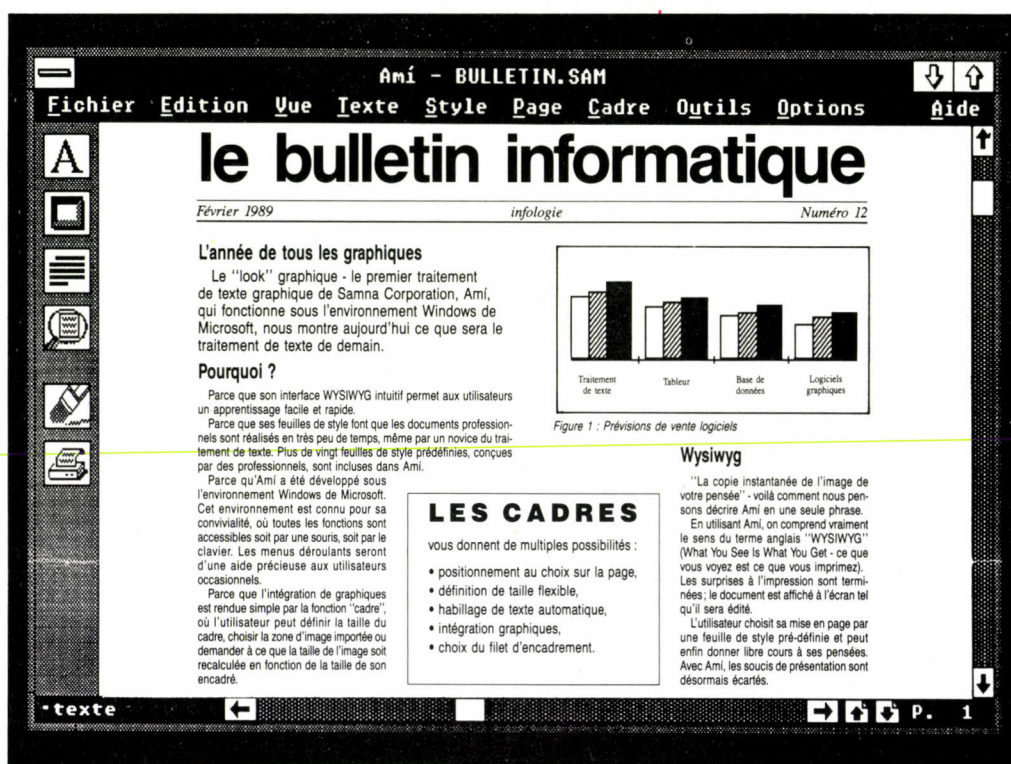 Amí - BULLETIN.SAM
Fichier Edition Vue Texte Style Page Cadre Outils Options Aide
A
le bulletin informatique
Février 1989 infologie Numéro 12
L'année de tous les graphiques
Le "look" graphique - le premier traitement
de texte graphique de Samna Corporation, Amí,
qui fonctionne sous l'environnement Windows de
Microsoft, nous montre aujourd'hui ce que sera le
traitement de texte de demain.
Pourquoi ?
Parce que son interface WYSIWYG intuitif permet aux utilisateurs
un apprentissage facile et rapide.
Parce que ses feuilles de style font que les documents profession-
nels sont réalisés en très peu de temps, même par un novice du trai-
tement de texte. Plus de vingt feuilles de style prédéfinies, conçues
par des professionnels, sont incluses dans Amí.
Parce qu'Amí a été développé sous
l'environnement Windows de Microsoft.
Cet environnement est connu pour sa
convivialité, où toutes les fonctions sont
accessibles soit par une souris, soit par le
clavier. Les menus déroulants seront
d'une aide précieuse aux utilisateurs
occasionnels.
Parce que l'intégration de graphiques
est rendue simple par la fonction "cadre",
où l'utilisateur peut définir la taille du
cadre, choisir la zone d'image importée ou
demander à ce que la taille de l'image soit
recalculée en fonction de la taille de son
encadré.
LES CADRES
vous donnent de multiples possibilités :
• positionnement au choix sur la page,
• définition de taille flexible,
• habillage de texte automatique,
• intégration graphiques,
• choix du filet d'encadrement.
Traitement
de texte
Tableur
Base de
données
Logiciels
graphiques
Figure 1 : Prévisions de vente logiciels
Wysiwyg
"La copie instantanée de l'image de
votre pensée" - voilà comment nous pen-
sons décrire Amí en une seule phrase.
En utilisant Amí, on comprend vraiment
le sens du terme anglais "WYSIWYG"
(What You See Is What You Get - ce que
vous voyez est ce que vous imprimez).
Les surprises à l'impression sont termi-
nées ; le document est affiché à l'écran tel
qu'il sera édité.
L'utilisateur choisit sa mise en page par
une feuille de style pré-définie et peut
enfin donner libre cours à ses pensées.
Avec Amí, les soucis de présentation sont
désormais écartés.
·texte P. 1